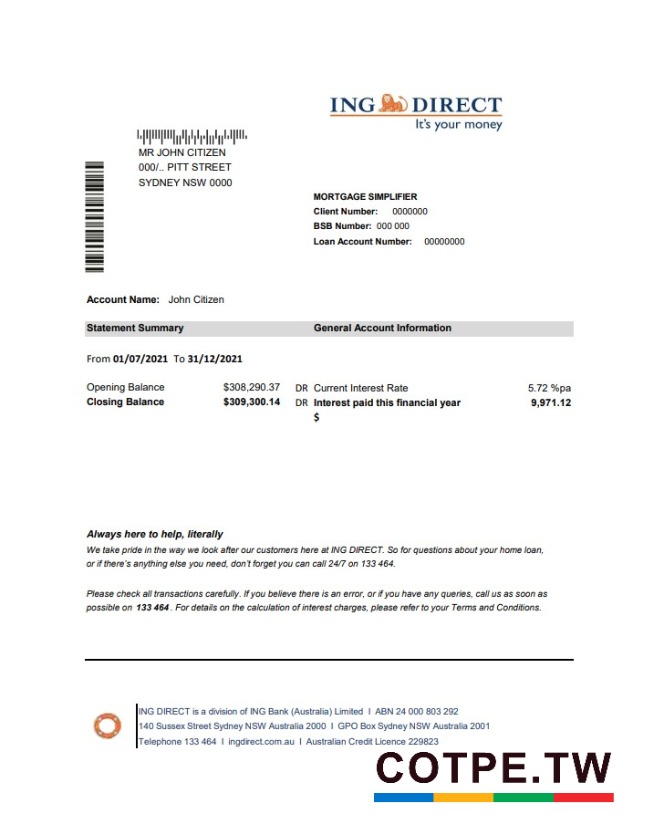 ING DIRECT
It's your money
MR JOHN CITIZEN
000/.. PITT STREET
SYDNEY NSW 0000
MORTGAGE SIMPLIFIER
Client Number: 0000000
BSB Number: 000 000
Loan Account Number: 00000000
Account Name: John Citizen
Statement Summary General Account Information
From 01/07/2021 To 31/12/2021
Opening Balance $308,290.37 DR Current Interest Rate 5.72 %pa
Closing Balance $309,300.14 DR Interest paid this financial year 9,971.12
$
Always here to help, literally
We take pride in the way we look after our customers here at ING DIRECT. So for questions about your home loan,
or if there's anything else you need, don't forget you can call 24/7 on 133 464.
Please check all transactions carefully. If you believe there is an error, or if you have any queries, call us as soon as
possible on 133 464. For details on the calculation of interest charges, please refer to your Terms and Conditions.
ING DIRECT is a division of ING Bank (Australia) Limited I ABN 24 000 803 292
140 Sussex Street Sydney NSW Australia 2000 I GPO Box Sydney NSW Australia 2001
Telephone 133 464 I ingdirect.com.au I Australian Credit Licence 229823
COTPE.TW